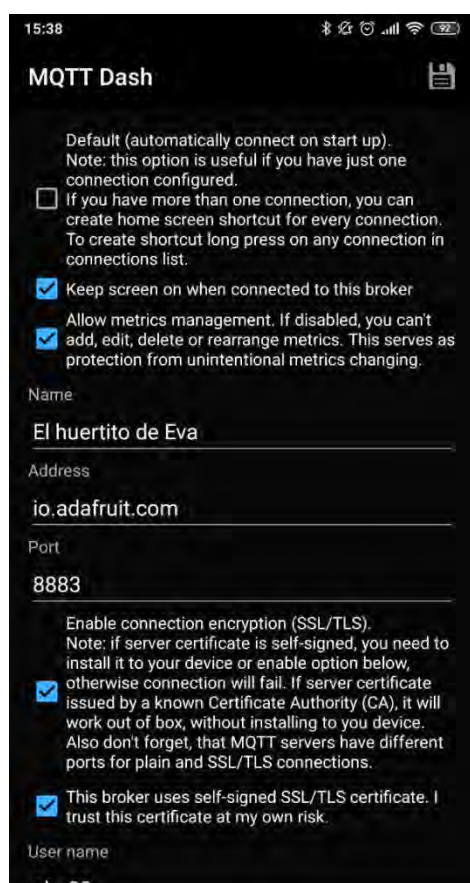 15:38
92
MQTT Dash
Default (automatically connect on start up).
Note: this option is useful if you have just one
connection configured.
If you have more than one connection, you can
create home screen shortcut for every connection.
To create shortcut long press on any connection in
connections list.
Keep screen on when connected to this broker
Allow metrics management. If disabled, you can't
add, edit, delete or rearrange metrics. This serves as
protection from unintentional metrics changing.
Name
El huertito de Eva
Address
io.adafruit.com
Port
8883
Enable connection encryption (SSL/TLS).
Note: if server certificate is self-signed, you need to
install it to your device or enable option below,
otherwise connection will fail. If server certificate
issued by a known Certificate Authority (CA), it will
work out of box, without installing to you device.
Also don't forget, that MQTT servers have different
ports for plain and SSL/TLS connections.
This broker uses self-signed SSL/TLS certificate. I
trust this certificate at my own risk.
User name